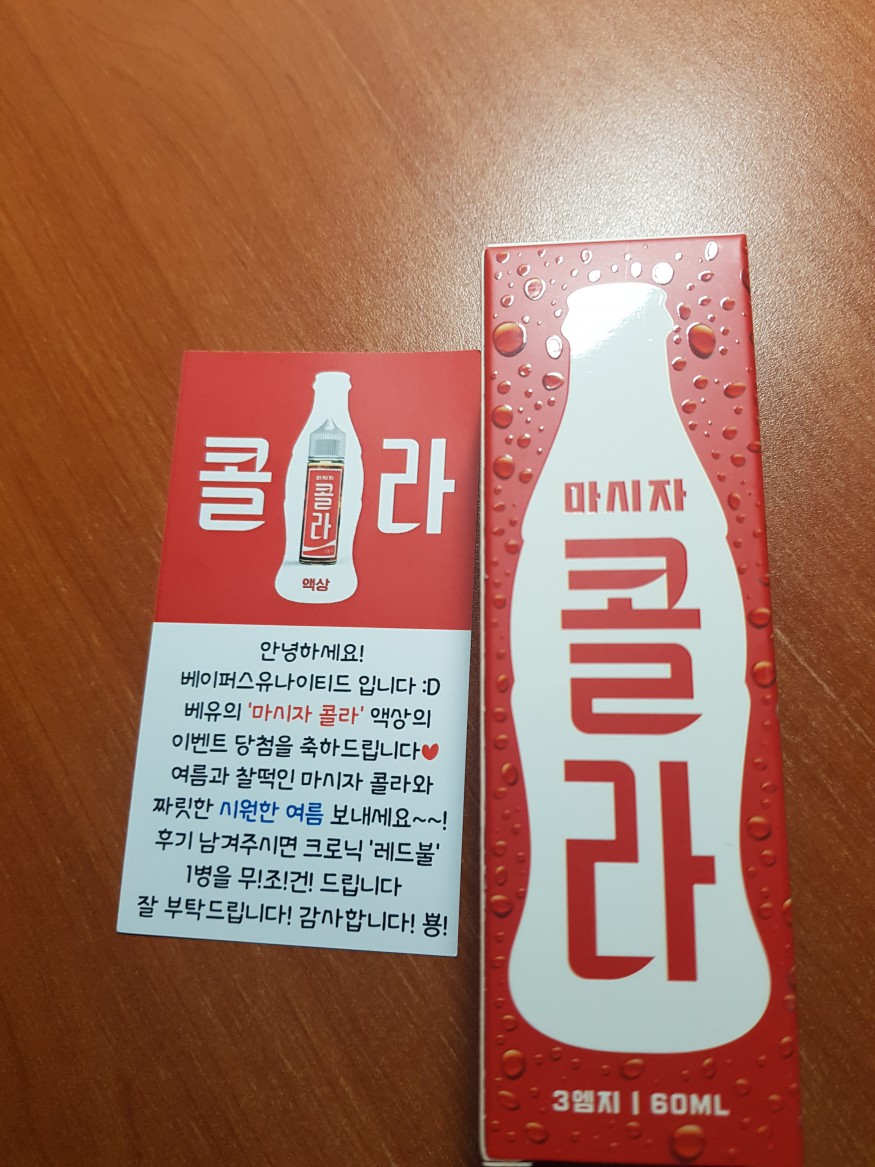 콜라
마시자
콜
라
액상
안녕하세요!
베이퍼스유나이티드 입니다 :D
베유의 '마시자 콜라' 액상의
이벤트 당첨을 축하드립니다♥
여름과 찰떡인 마시자 콜라와
짜릿한 시원한 여름 보내세요~~!
후기 남겨주시면 크로닉 '레드불'
1병을 무!조!건! 드립니다
잘 부탁드립니다! 감사합니다! 뿅!
마시자
콜
라
3엠지 | 60ML